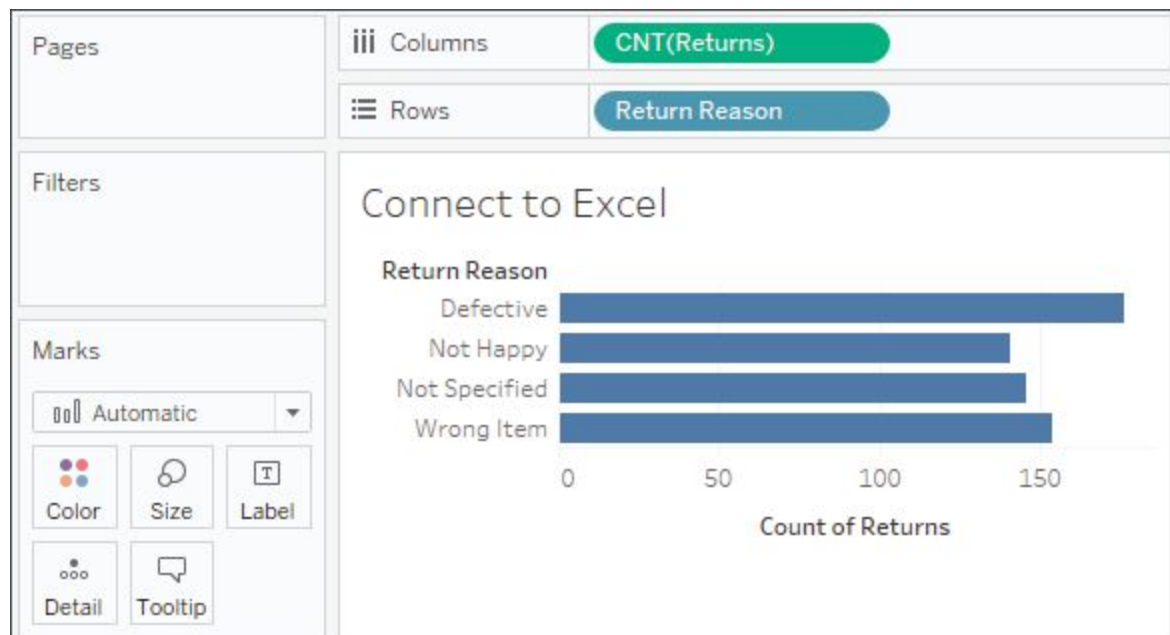 Pages
Columns
CNT(Returns)
Rows
Return Reason
Filters
Connect to Excel
Return Reason
Defective
Not Happy
Not Specified
Wrong Item
0 50 100 150
Count of Returns
Marks
Automatic
Color Size Label
Detail Tooltip